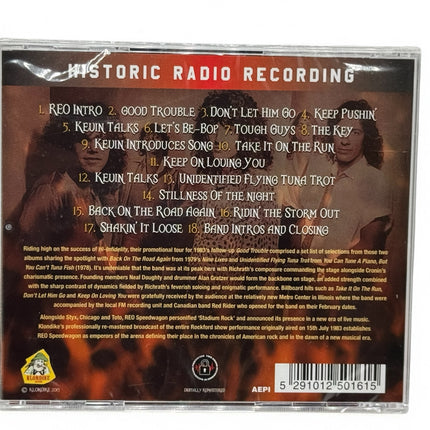 HISTORIC RADIO RECORDING
1. REO INTRO 2. GOOD TROUBLE 3. DON'T LET HIM GO 4. KEEP PUSHIN'
5. KEVIN TALKS 6. LET'S BE-BOP 7. TOUGH GUYS 8. THE KEY
9. KEVIN INTRODUCES SONG 10. TAKE IT ON THE RUN
11. KEEP ON LOVING YOU
12. KEVIN TALKS 13. UNIDENTIFIED FLYING TUNA TROT
14. STILLNESS OF THE NIGHT
15. BACK ON THE ROAD AGAIN 16. RIDIN' THE STORM OUT
17. SHAKIN' IT LOOSE 18. BAND INTROS AND CLOSING
Riding high on the success of Hi-Infidelity, their promotional tour for 1983's follow-up Good Trouble comprised a set list of selections from those two
albums sharing the spotlight with Back On The Road Again from 1979's Nine Lives and Unidentified Flying Tuna Trot from You Can Tune A Piano, But
You Can't Tuna Fish (1978). It's undeniable that the band was at its peak here with Richrath's composure commanding the stage alongside Cronin's
charismatic presence. Founding members Neal Doughty and drummer Alan Gratzer would form the backbone on stage, an added strength combined
with the sharp contrast of dynamics fielded by Richrath's feverish soloing and enigmatic performance. Billboard hits such as Take It On The Run,
Don't Let Him Go and Keep On Loving You were gratefully received by the audience at the relatively new Metro Center in Illinois where the band were
accompanied by the local FM recording unit and Canadian band Red Rider who opened for the band on their February dates.
Alongside Styx, Chicago and Toto, REO Speedwagon personified 'Stadium Rock' and announced its presence in a new era of live music.
Klondike's professionally re-mastered broadcast of the entire Rockford show performance originally aired on 15th July 1983 establishes
REO Speedwagon as emperors of the arena defining their place in the chronicles of American rock and in the dawn of a new musical era.
KLONDIKE
DIGITALLY REMASTERED
AEPI
5 291012 501615